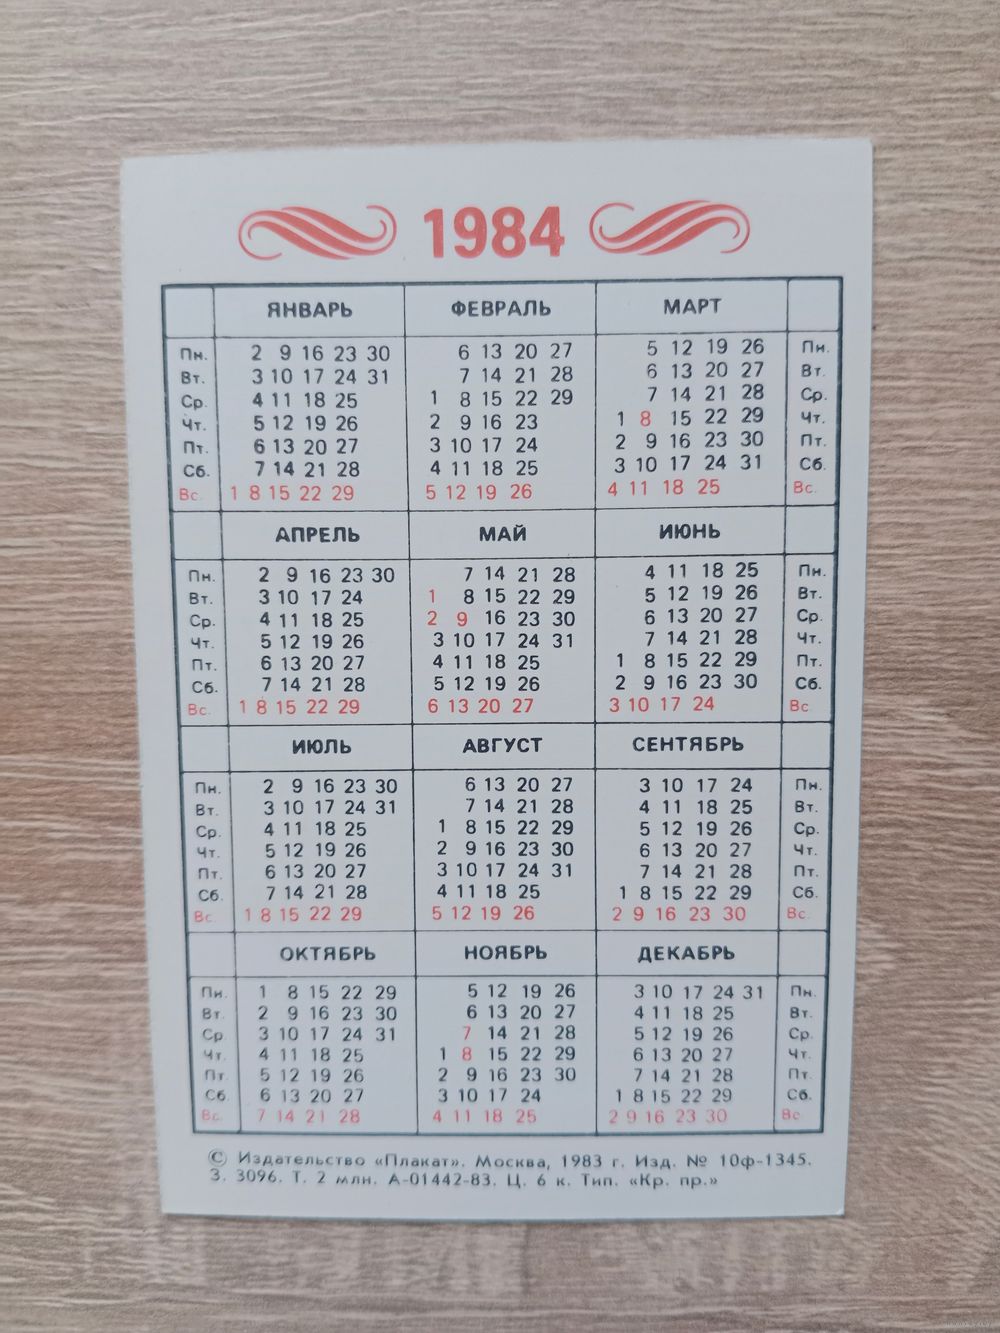 1984
ЯНВАРЬ ФЕВРАЛЬ МАРТ
Пн. 2 9 16 23 30 6 13 20 27 5 12 19 26 Пн.
Вт. 3 10 17 24 31 7 14 21 28 6 13 20 27 Вт.
Ср. 4 11 18 25 1 8 15 22 29 7 14 21 28 Ср.
Чт. 5 12 19 26 2 9 16 23 1 8 15 22 29 Чт.
Пт. 6 13 20 27 3 10 17 24 2 9 16 23 30 Пт.
Сб. 7 14 21 28 4 11 18 25 3 10 17 24 31 Сб.
Вс. 1 8 15 22 29 5 12 19 26 4 11 18 25 Вс.
АПРЕЛЬ МАЙ ИЮНЬ
Пн. 2 9 16 23 30 7 14 21 28 4 11 18 25 Пн.
Вт. 3 10 17 24 1 8 15 22 29 5 12 19 26 Вт.
Ср. 4 11 18 25 2 9 16 23 30 6 13 20 27 Ср.
Чт. 5 12 19 26 3 10 17 24 31 7 14 21 28 Чт.
Пт. 6 13 20 27 4 11 18 25 1 8 15 22 29 Пт.
Сб. 7 14 21 28 5 12 19 26 2 9 16 23 30 Сб.
Вс. 1 8 15 22 29 6 13 20 27 3 10 17 24 Вс.
ИЮЛЬ АВГУСТ СЕНТЯБРЬ
Пн. 2 9 16 23 30 6 13 20 27 3 10 17 24 Пн.
Вт. 3 10 17 24 31 7 14 21 28 4 11 18 25 Вт.
Ср. 4 11 18 25 1 8 15 22 29 5 12 19 26 Ср.
Чт. 5 12 19 26 2 9 16 23 30 6 13 20 27 Чт.
Пт. 6 13 20 27 3 10 17 24 31 7 14 21 28 Пт.
Сб. 7 14 21 28 4 11 18 25 1 8 15 22 29 Сб.
Вс. 1 8 15 22 29 5 12 19 26 2 9 16 23 30 Вс.
ОКТЯБРЬ НОЯБРЬ ДЕКАБРЬ
Пн. 1 8 15 22 29 5 12 19 26 3 10 17 24 31 Пн.
Вт. 2 9 16 23 30 6 13 20 27 4 11 18 25 Вт.
Ср. 3 10 17 24 31 7 14 21 28 5 12 19 26 Ср.
Чт. 4 11 18 25 1 8 15 22 29 6 13 20 27 Чт.
Пт. 5 12 19 26 2 9 16 23 30 7 14 21 28 Пт.
Сб. 6 13 20 27 3 10 17 24 1 8 15 22 29 Сб.
Вс. 7 14 21 28 4 11 18 25 2 9 16 23 30 Вс.
© Издательство «Плакат». Москва, 1983 г. Изд. № 10ф-1345.
З. 3096. Т. 2 млн. А-01442-83. Ц. 6 к. Тип. «Кр. пр.»